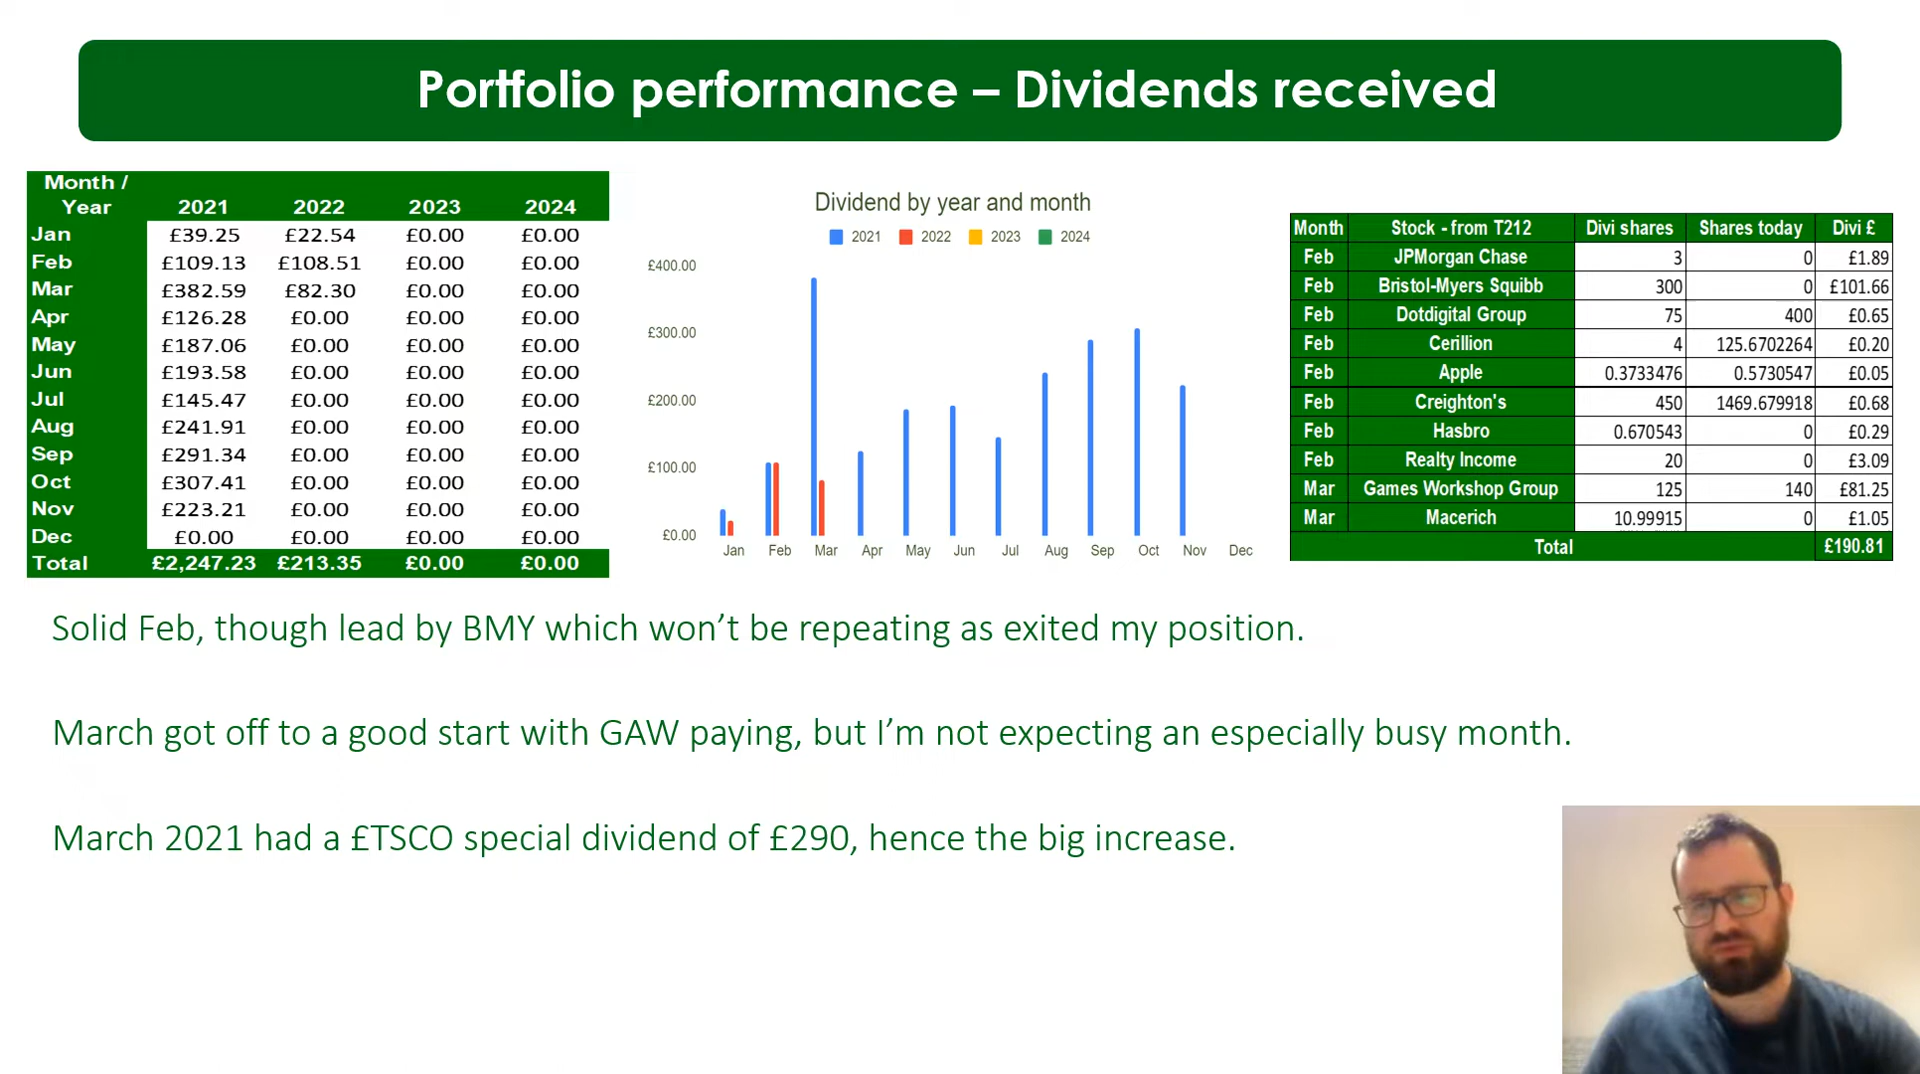 Portfolio performance – Dividends received
Month / Year 2021 2022 2023 2024
Jan £39.25 £22.54 £0.00 £0.00
Feb £109.13 £108.51 £0.00 £0.00
Mar £382.59 £82.30 £0.00 £0.00
Apr £126.28 £0.00 £0.00 £0.00
May £187.06 £0.00 £0.00 £0.00
Jun £193.58 £0.00 £0.00 £0.00
Jul £145.47 £0.00 £0.00 £0.00
Aug £241.91 £0.00 £0.00 £0.00
Sep £291.34 £0.00 £0.00 £0.00
Oct £307.41 £0.00 £0.00 £0.00
Nov £223.21 £0.00 £0.00 £0.00
Dec £0.00 £0.00 £0.00 £0.00
Total £2,247.23 £213.35 £0.00 £0.00
Dividend by year and month
2021 2022 2023 2024
£400.00
£300.00
£200.00
£100.00
£0.00
Jan Feb Mar Apr May Jun Jul Aug Sep Oct Nov Dec
Month Stock - from T212 Divi shares Shares today Divi £
Feb JPMorgan Chase 3 0 £1.89
Feb Bristol-Myers Squibb 300 0 £101.66
Feb Dotdigital Group 75 400 £0.65
Feb Cerillion 4 125.6702264 £0.20
Feb Apple 0.3733476 0.5730547 £0.05
Feb Creighton's 450 1469.679918 £0.68
Feb Hasbro 0.670543 0 £0.29
Feb Realty Income 20 0 £3.09
Mar Games Workshop Group 125 140 £81.25
Mar Macerich 10.99915 0 £1.05
Total £190.81
Solid Feb, though lead by BMY which won’t be repeating as exited my position.
March got off to a good start with GAW paying, but I’m not expecting an especially busy month.
March 2021 had a £TSCO special dividend of £290, hence the big increase.